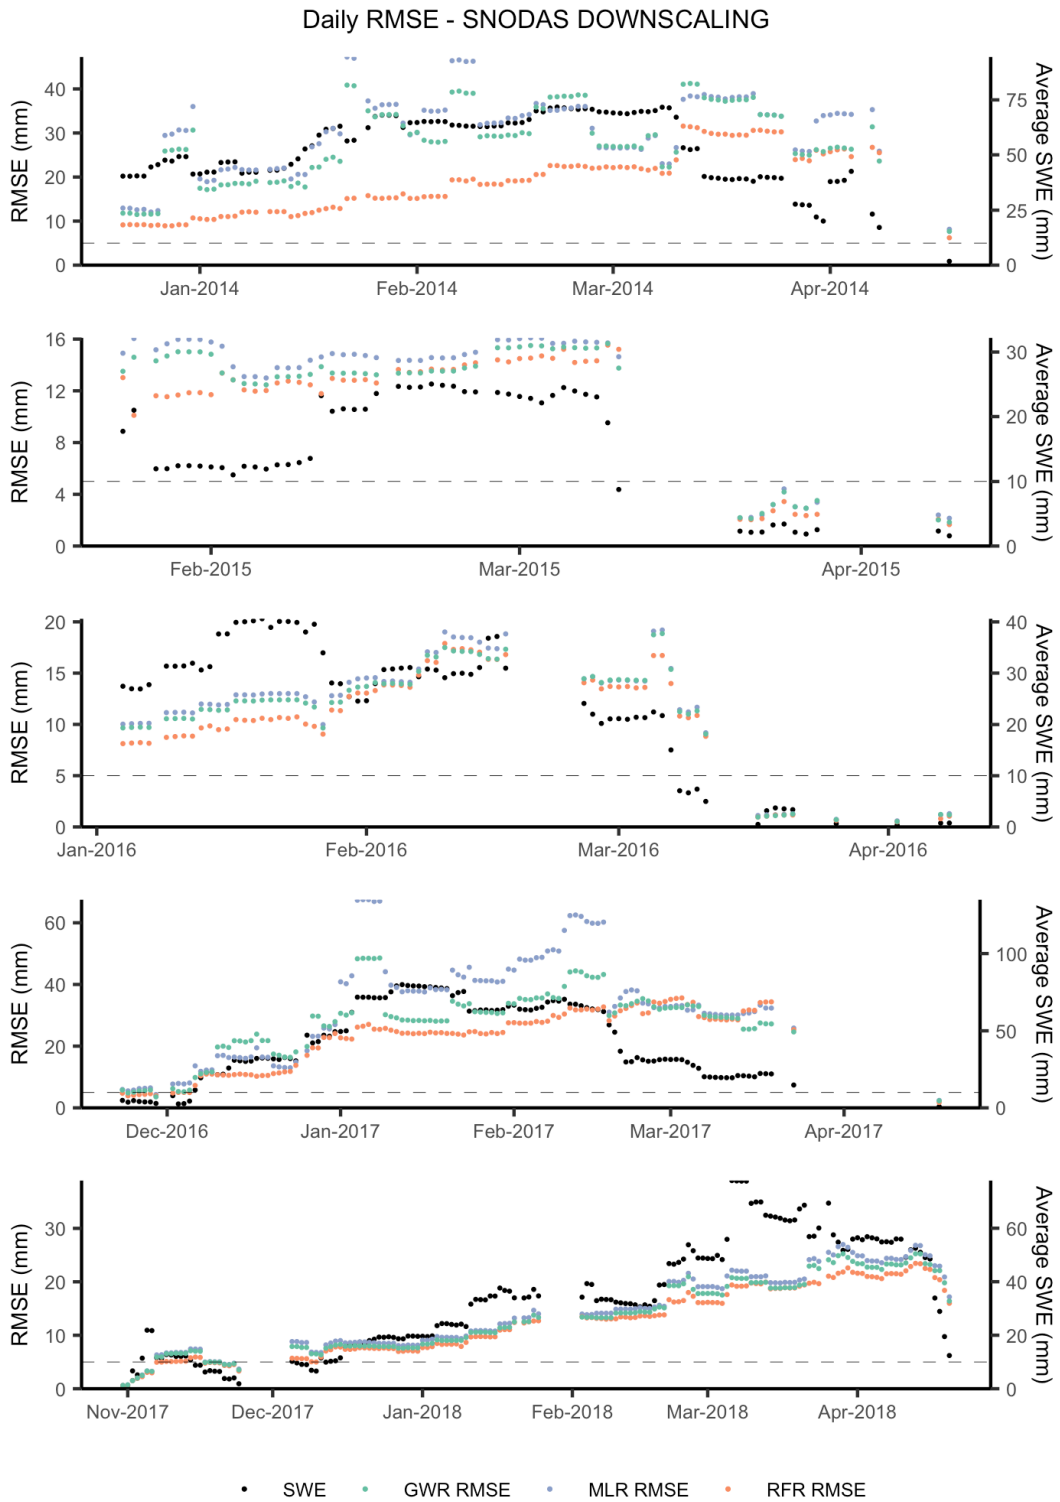 Daily RMSE - SNODAS DOWNSCALING
RMSE (mm)
40
30
20
10
0
75
50
25
0
Average SWE (mm)
Jan-2014 Feb-2014 Mar-2014 Apr-2014
RMSE (mm)
16
12
8
4
0
30
20
10
0
Average SWE (mm)
Feb-2015 Mar-2015 Apr-2015
RMSE (mm)
20
15
10
5
0
40
30
20
10
0
Average SWE (mm)
Jan-2016 Feb-2016 Mar-2016 Apr-2016
RMSE (mm)
60
40
20
0
100
50
0
Average SWE (mm)
Dec-2016 Jan-2017 Feb-2017 Mar-2017 Apr-2017
RMSE (mm)
30
20
10
0
60
40
20
0
Average SWE (mm)
Nov-2017 Dec-2017 Jan-2018 Feb-2018 Mar-2018 Apr-2018
SWE GWR RMSE MLR RMSE RFR RMSE